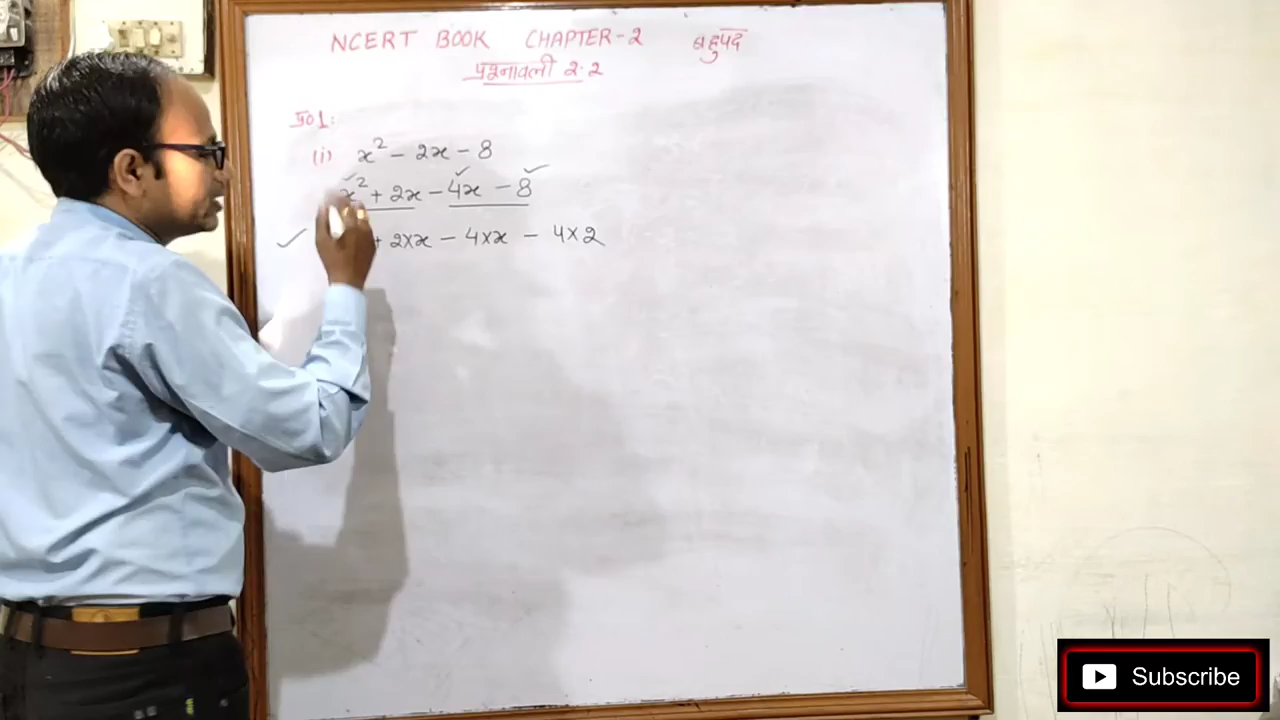 NCERT BOOK CHAPTER-2 बहुपद
प्रश्नावली 2.2
प्र01:
(i) x² - 2x - 8
x² + 2x - 4x - 8
+ 2×x - 4×x - 4×2
Subscribe